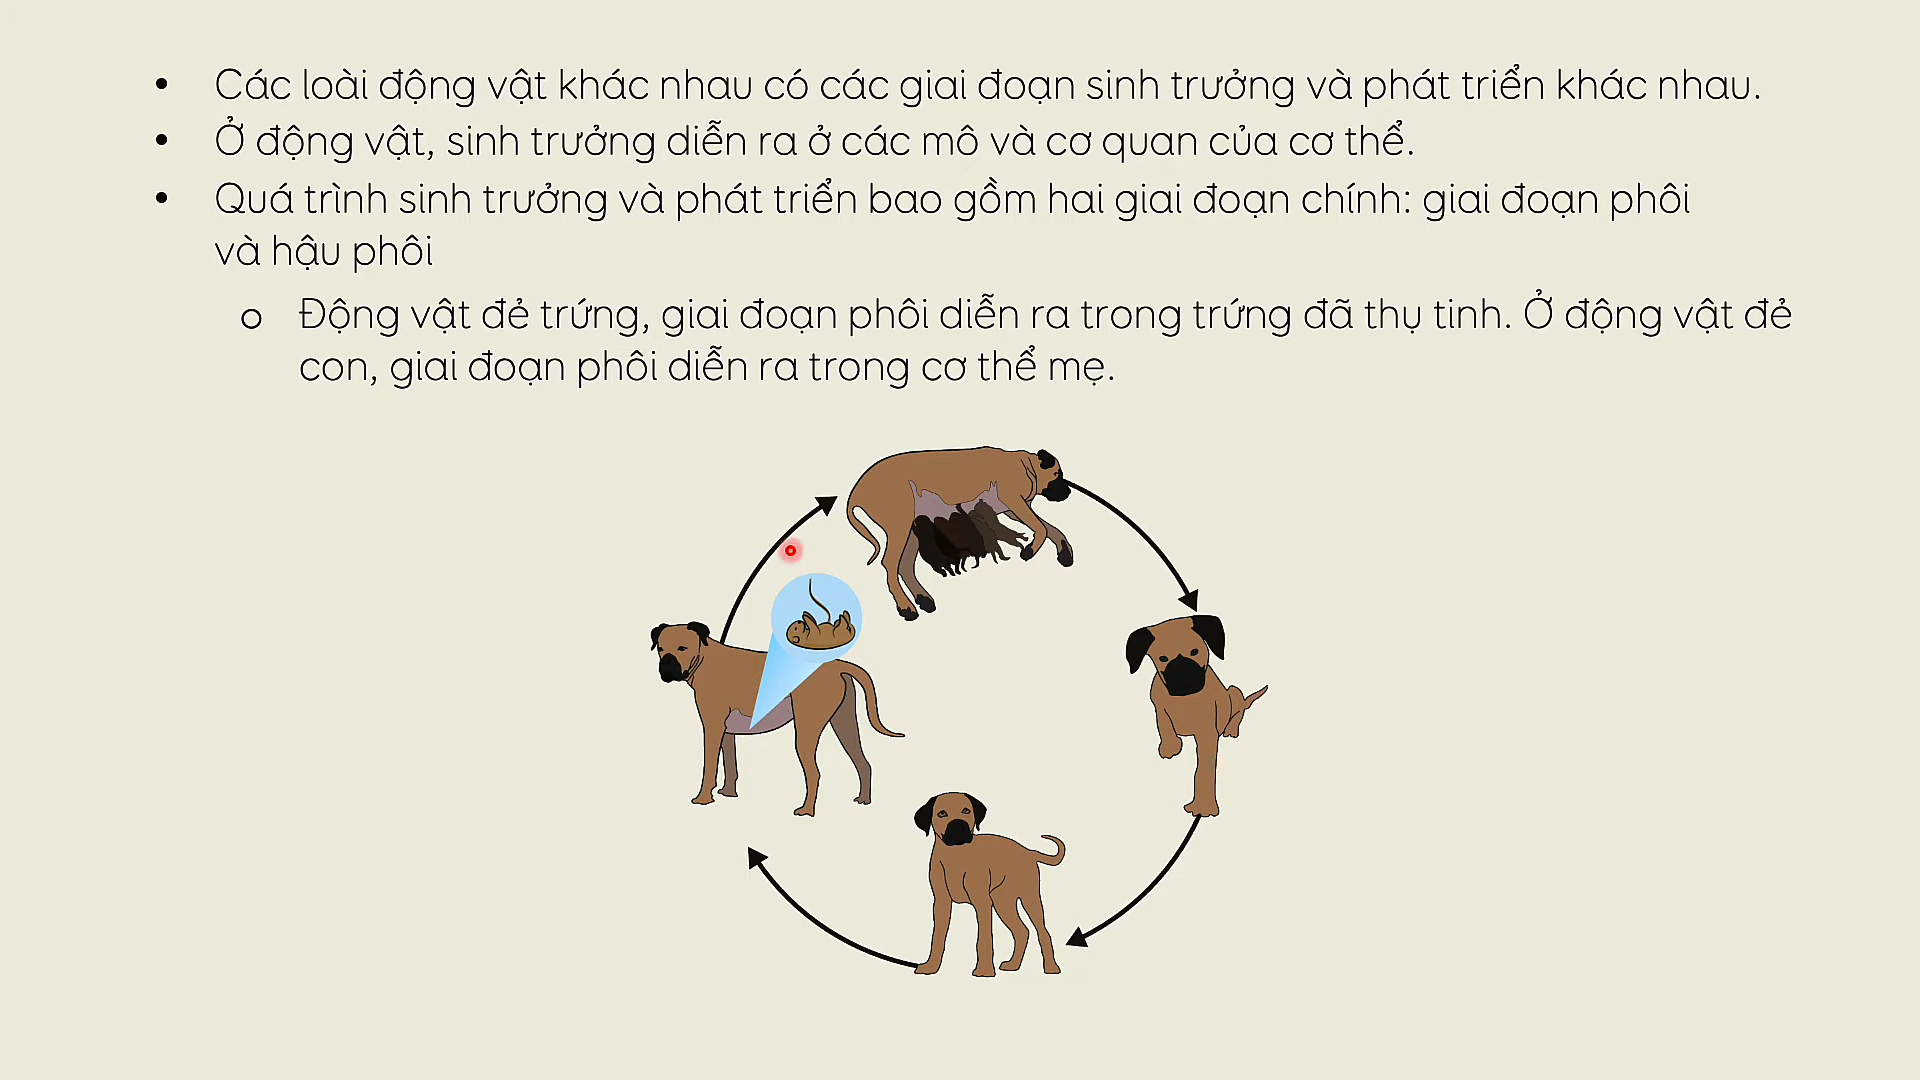 • Các loài động vật khác nhau có các giai đoạn sinh trưởng và phát triển khác nhau.
• Ở động vật, sinh trưởng diễn ra ở các mô và cơ quan của cơ thể.
• Quá trình sinh trưởng và phát triển bao gồm hai giai đoạn chính: giai đoạn phôi
và hậu phôi
o Động vật đẻ trứng, giai đoạn phôi diễn ra trong trứng đã thụ tinh. Ở động vật đẻ
con, giai đoạn phôi diễn ra trong cơ thể mẹ.